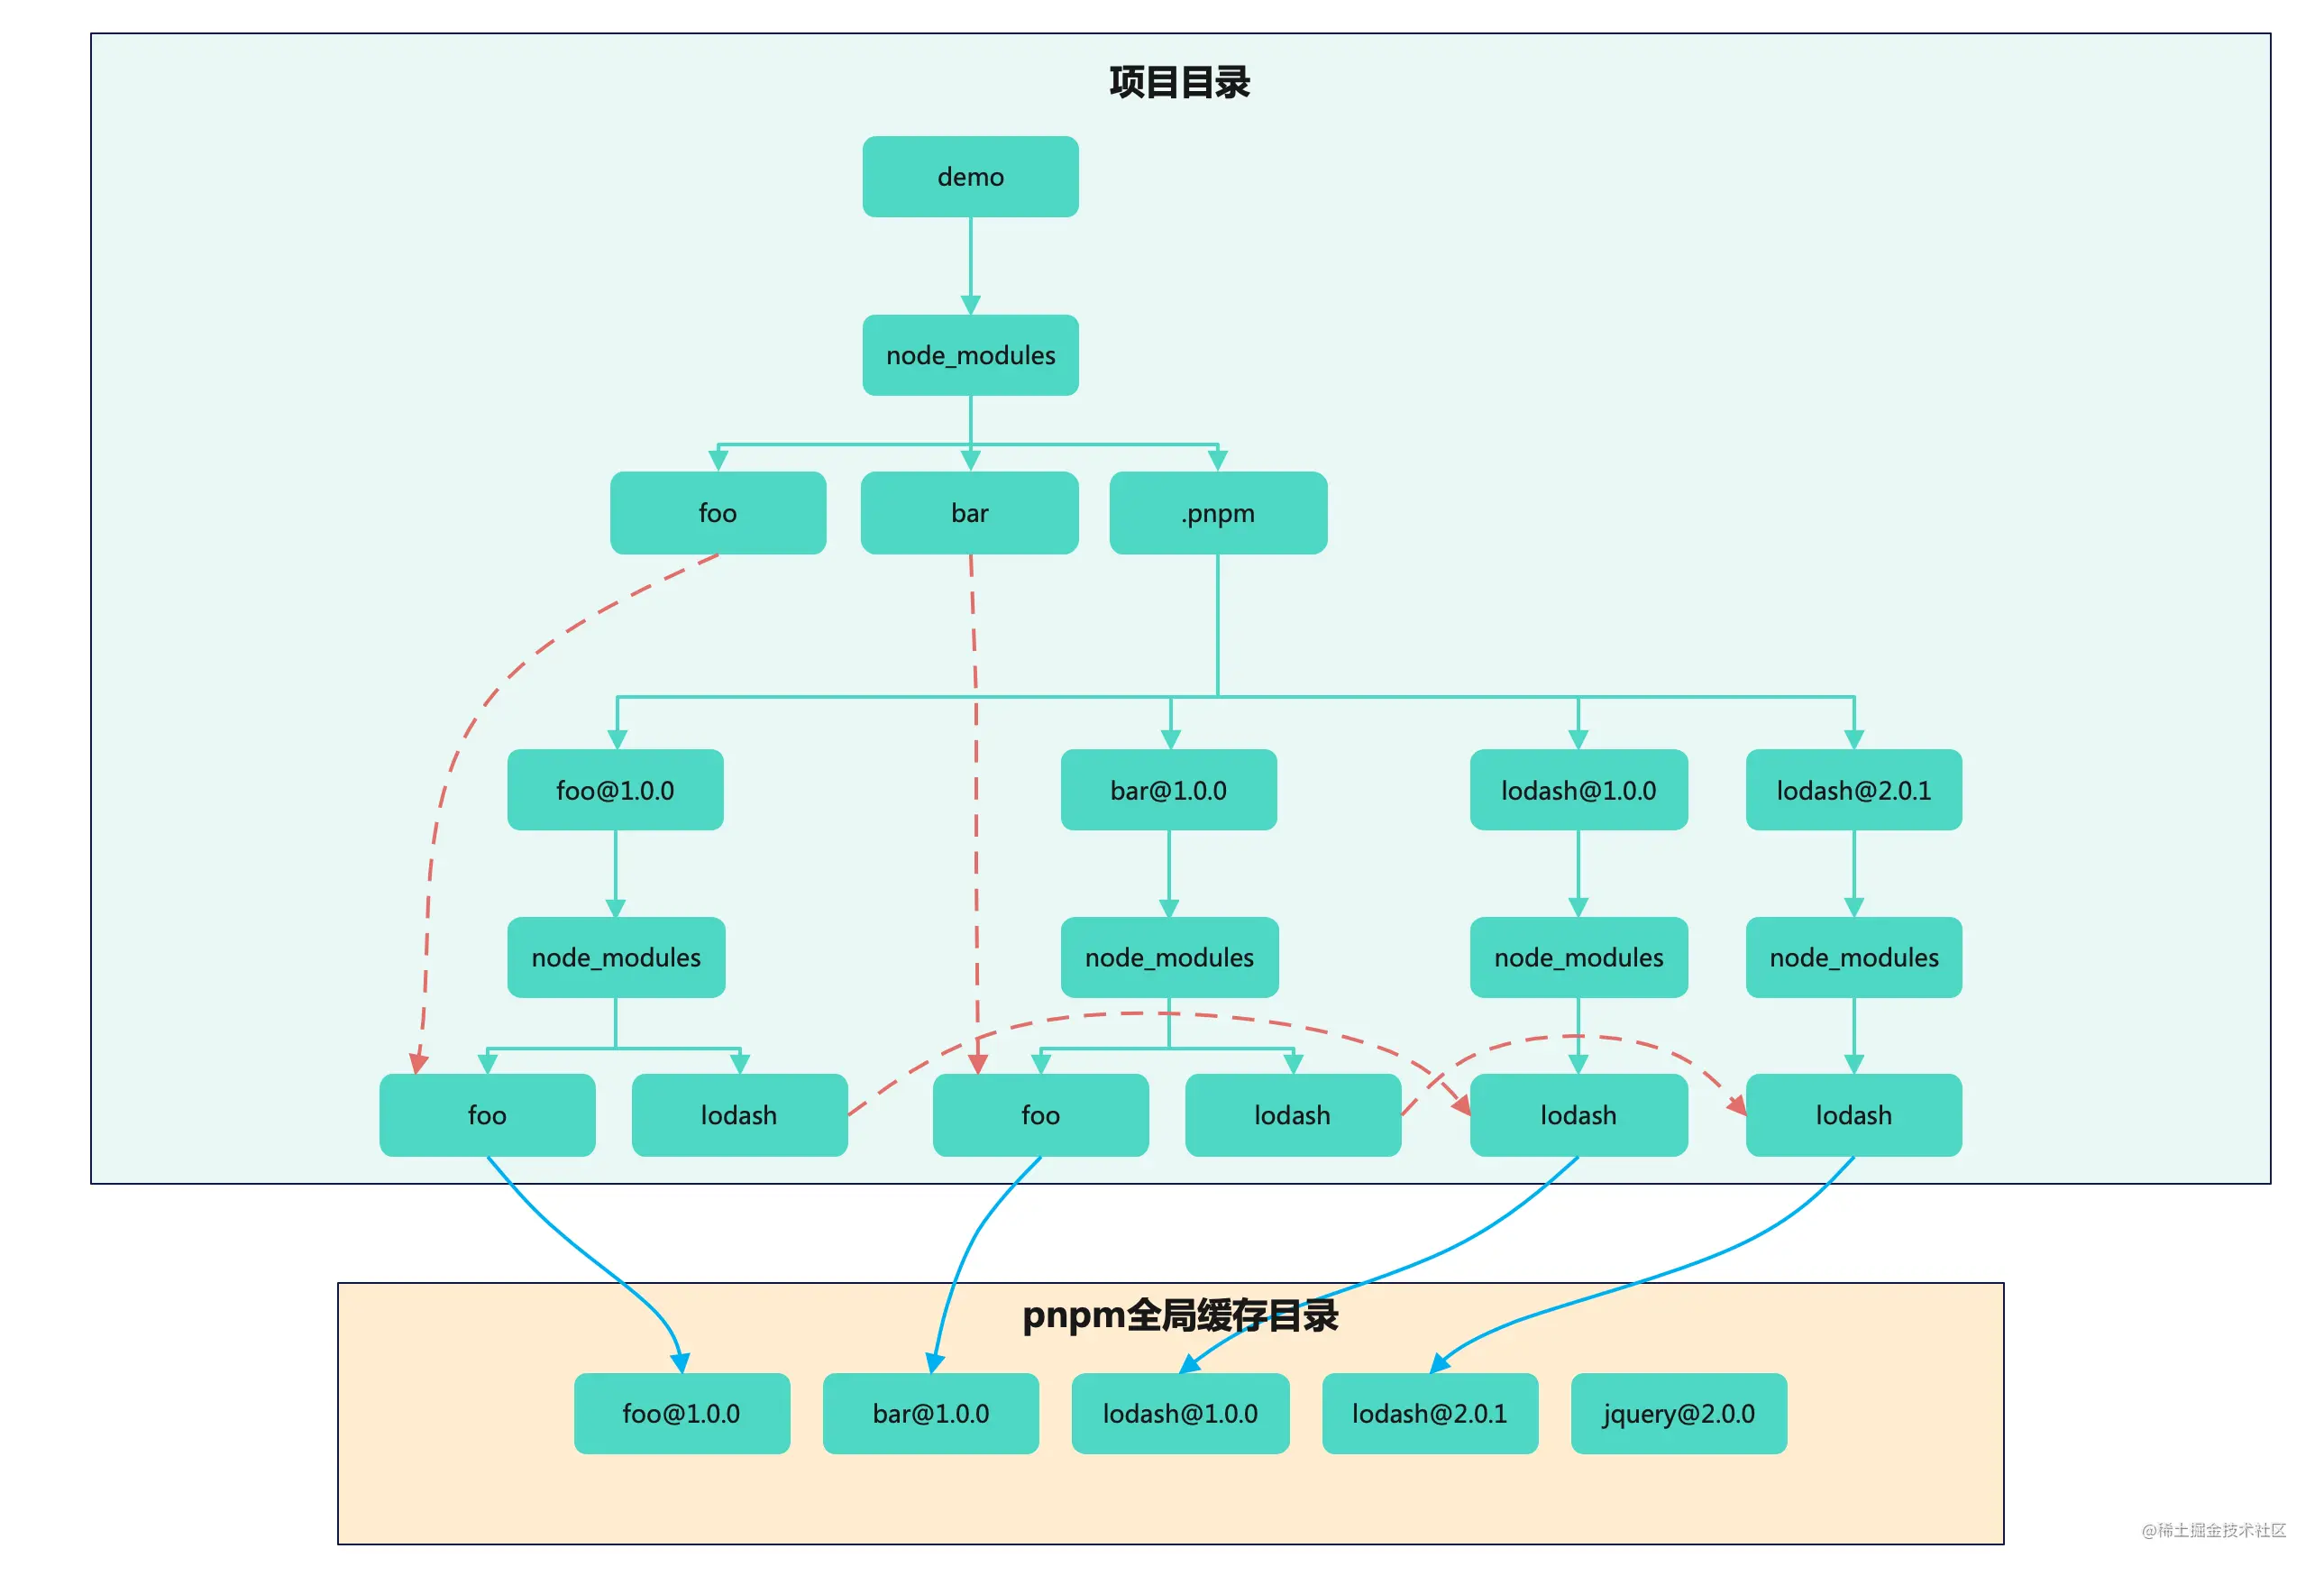 项目目录
demo
node_modules
foo
bar
.pnpm
foo@1.0.0
bar@1.0.0
lodash@1.0.0
lodash@2.0.1
node_modules
node_modules
node_modules
node_modules
foo
lodash
foo
lodash
lodash
lodash
pnpm全局缓存目录
foo@1.0.0
bar@1.0.0
lodash@1.0.0
lodash@2.0.1
jquery@2.0.0
@稀土掘金技术社区